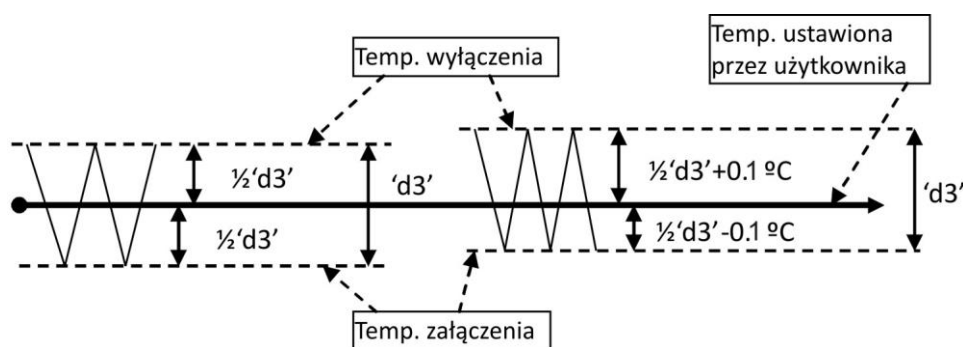 Temp. wyłączenia
Temp. ustawiona
przez użytkownika
½‘d3’
‘d3’
½‘d3’+0.1 ºC
‘d3’
½‘d3’
½‘d3’-0.1 ºC
Temp. załączenia